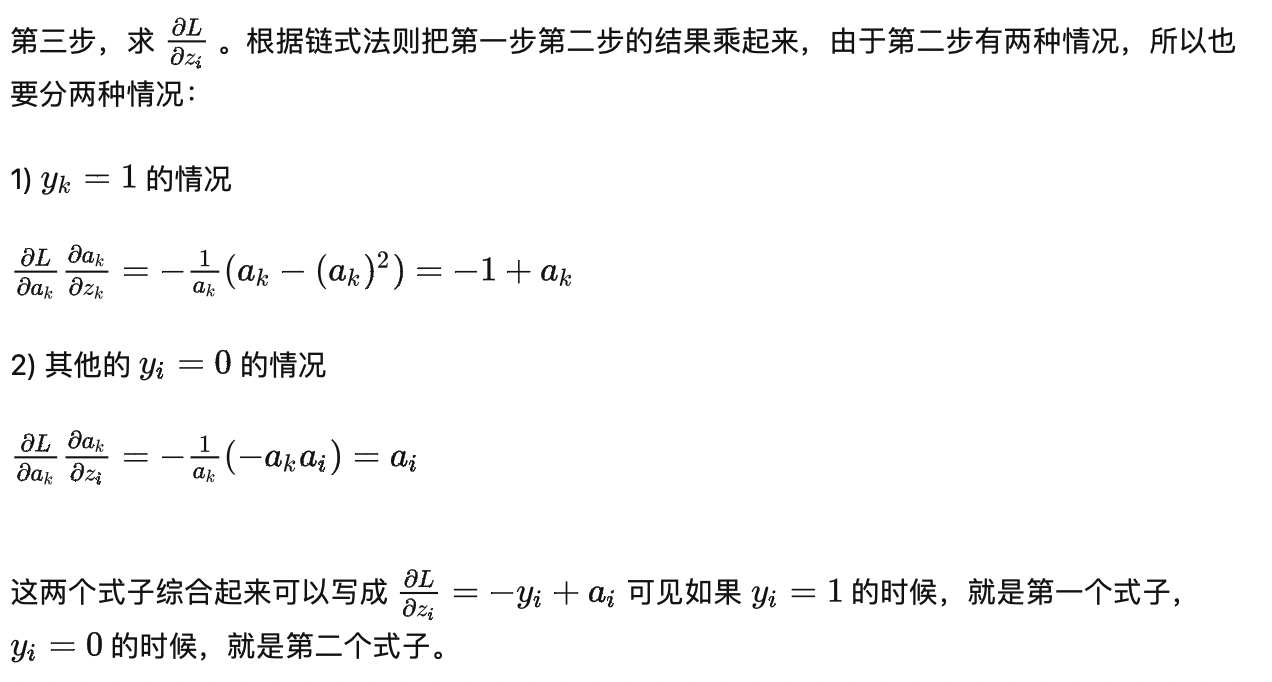 第三步，求 $\frac{\partial L}{\partial z_i}$ 。根据链式法则把第一步第二步的结果乘起来，由于第二步有两种情况，所以也
要分两种情况：
1) $y_k = 1$ 的情况
$\frac{\partial L}{\partial a_k} \frac{\partial a_k}{\partial z_k} = -\frac{1}{a_k}(a_k - (a_k)^2) = -1 + a_k$
2) 其他的 $y_i = 0$ 的情况
$\frac{\partial L}{\partial a_k} \frac{\partial a_k}{\partial z_i} = -\frac{1}{a_k}(-a_k a_i) = a_i$
这两个式子综合起来可以写成 $\frac{\partial L}{\partial z_i} = -y_i + a_i$ 可见如果 $y_i = 1$ 的时候，就是第一个式子，
$y_i = 0$ 的时候，就是第二个式子。